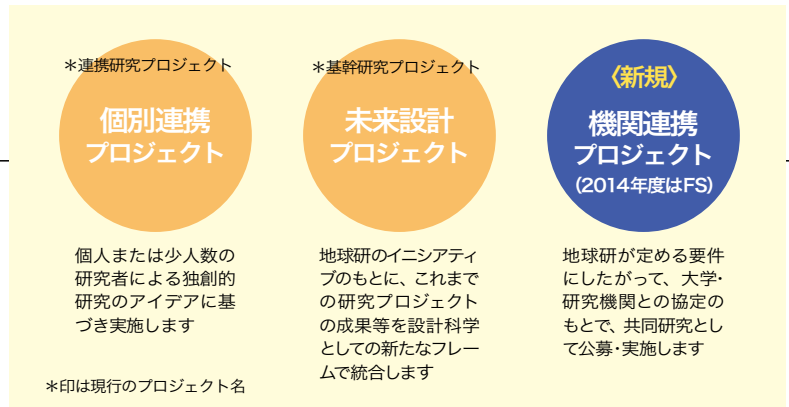 ＊連携研究プロジェクト
個別連携
プロジェクト
個人または少人数の
研究者による独創的
研究のアイデアに基
づき実施します
＊基幹研究プロジェクト
未来設計
プロジェクト
地球研のイニシアティ
ブのもとに、これまで
の研究プロジェクト
の成果等を設計科学
としての新たなフレー
ムで統合します
〈新規〉
機関連携
プロジェクト
（2014年度はFS）
地球研が定める要件
にしたがって、大学・
研究機関との協定の
もとで、共同研究とし
て公募・実施します
＊印は現行のプロジェクト名